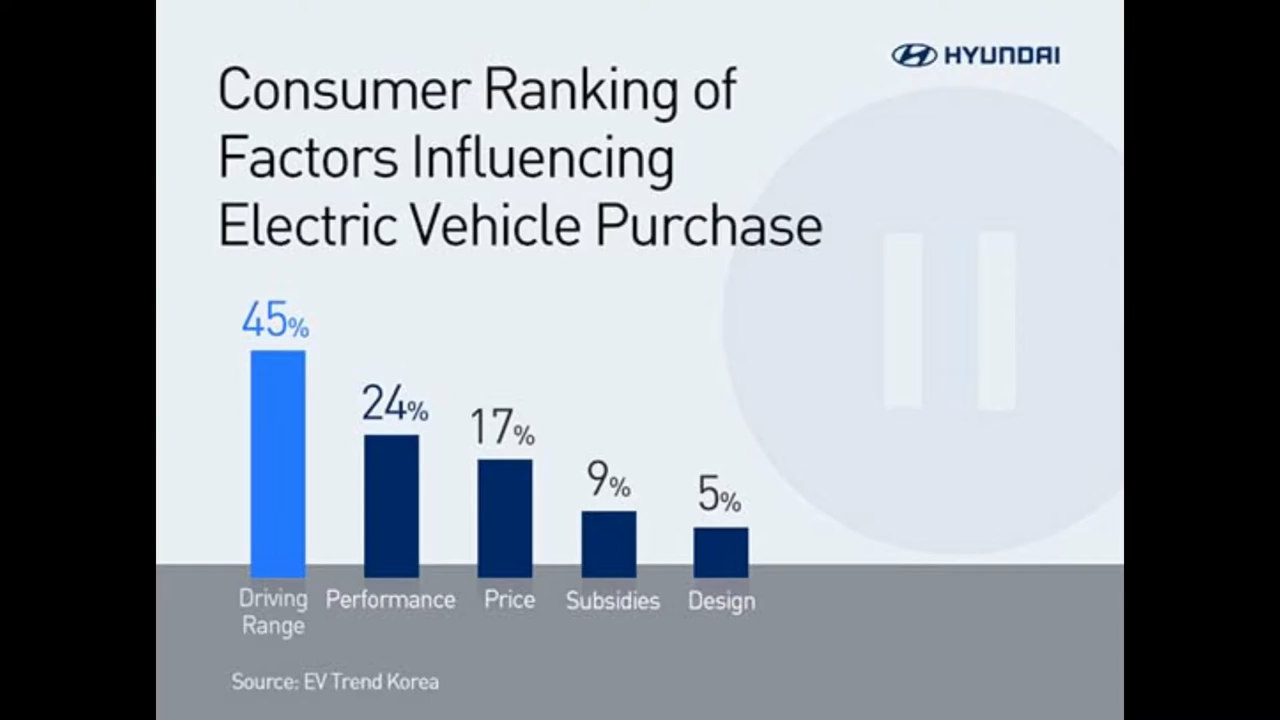 HYUNDAI
Consumer Ranking of
Factors Influencing
Electric Vehicle Purchase
45%
24%
17%
9%
5%
Driving
Range
Performance
Price
Subsidies
Design
Source: EV Trend Korea